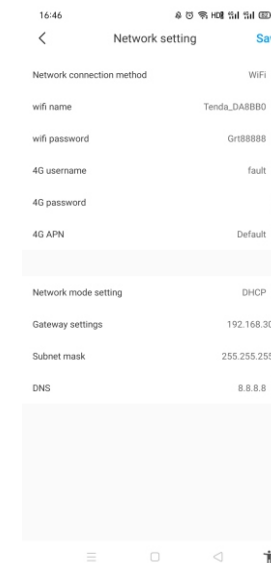 16:46
Network setting
Network connection method WiFi
wifi name Tenda_DA8BB0
wifi password Grt88888
4G username fault
4G password
4G APN Default
Network mode setting DHCP
Gateway settings 192.168.30
Subnet mask 255.255.255
DNS 8.8.8.8